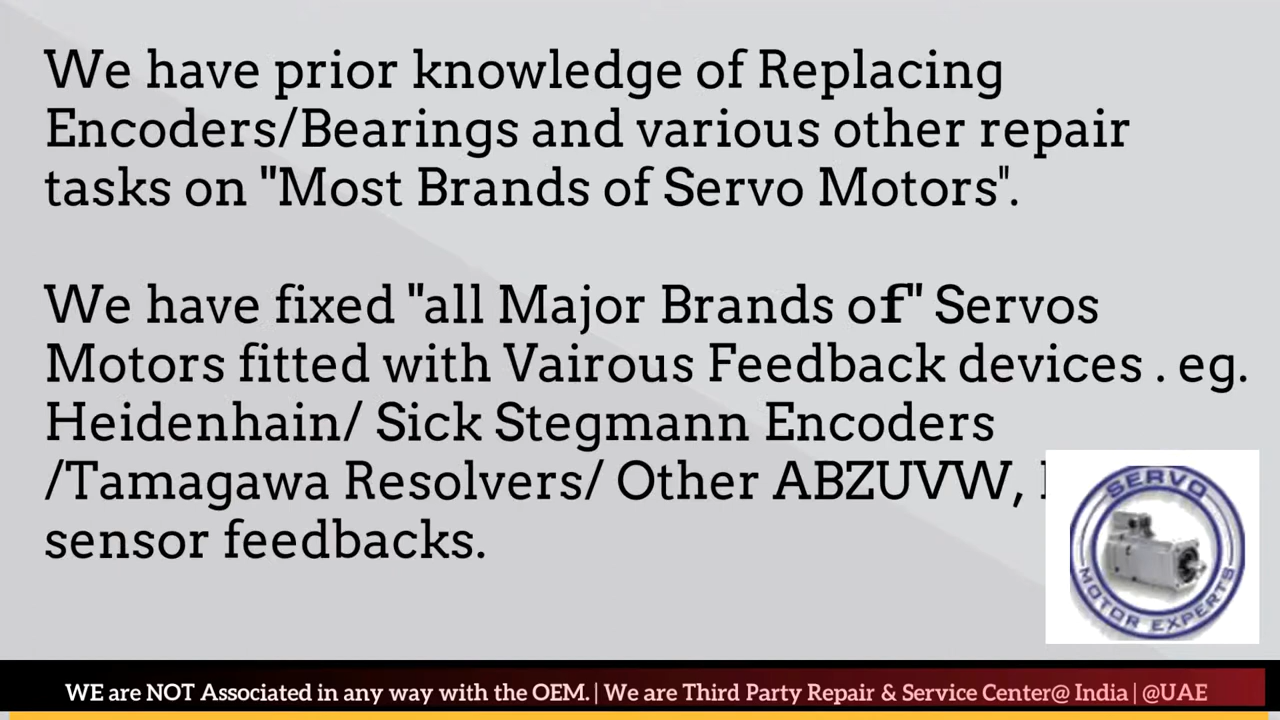 We have prior knowledge of Replacing
Encoders/Bearings and various other repair
tasks on "Most Brands of Servo Motors".
We have fixed "all Major Brands of" Servos
Motors fitted with Vairous Feedback devices . eg.
Heidenhain/ Sick Stegmann Encoders
/Tamagawa Resolvers/ Other ABZUVW,
sensor feedbacks.
SERVO
MOTOR EXPERTS
WE are NOT Associated in any way with the OEM. | We are Third Party Repair & Service Center@ India | @UAE